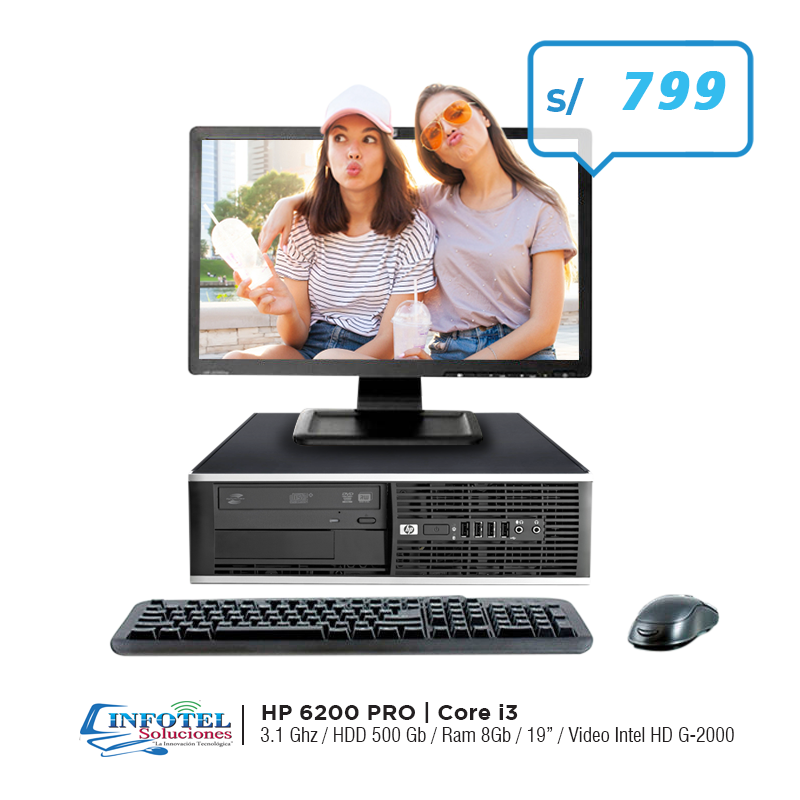 s/ 799
hp
INFOTEL
Soluciones
"La Innovación Tecnológica"
HP 6200 PRO | Core i3
3.1 Ghz / HDD 500 Gb / Ram 8Gb / 19” / Video Intel HD G-2000